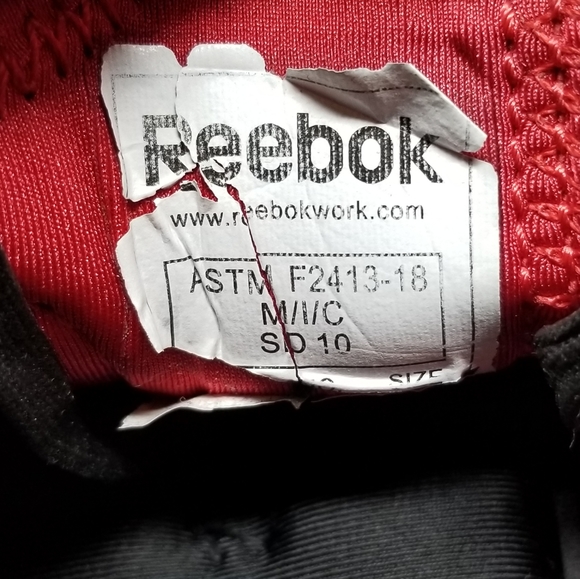 Reebok
www.reebokwork.com
ASTM F2413-18
M/I/C
SD 10
SIZE